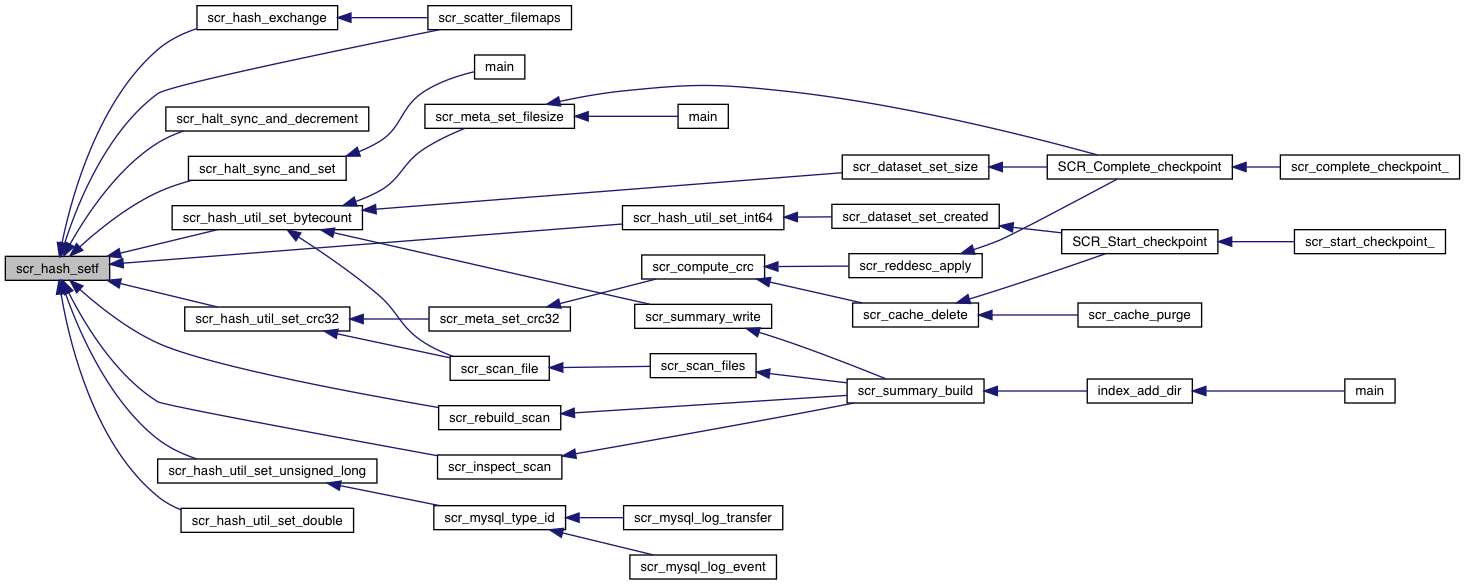 scr_hash_exchange
scr_scatter_filemaps
main
scr_meta_set_filesize
main
scr_halt_sync_and_decrement
scr_halt_sync_and_set
scr_dataset_set_size
SCR_Complete_checkpoint
scr_complete_checkpoint_
scr_hash_util_set_bytecount
scr_hash_util_set_int64
scr_dataset_set_created
SCR_Start_checkpoint
scr_start_checkpoint_
scr_hash_setf
scr_compute_crc
scr_reddesc_apply
scr_hash_util_set_crc32
scr_meta_set_crc32
scr_summary_write
scr_cache_delete
scr_cache_purge
scr_scan_file
scr_scan_files
scr_summary_build
index_add_dir
main
scr_rebuild_scan
scr_inspect_scan
scr_hash_util_set_unsigned_long
scr_hash_util_set_double
scr_mysql_type_id
scr_mysql_log_transfer
scr_mysql_log_event